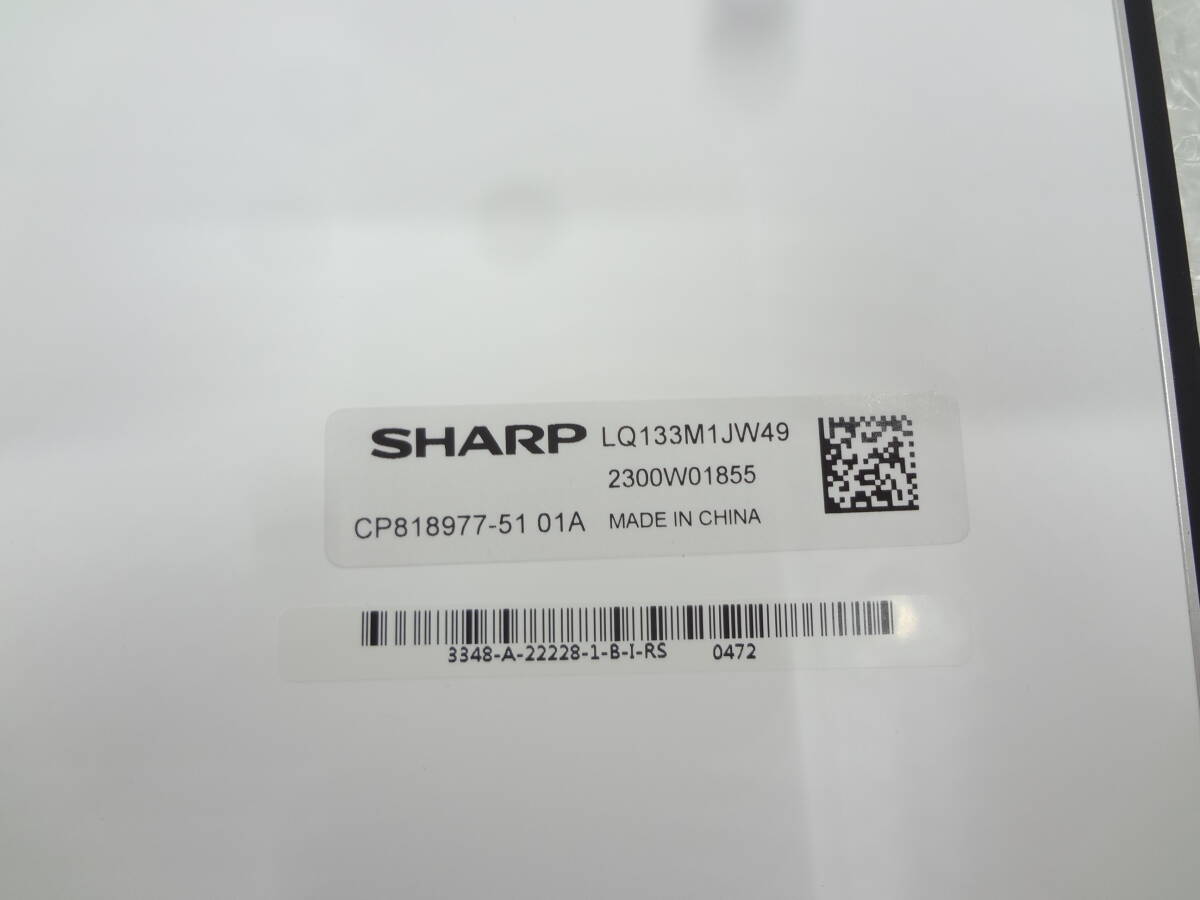 SHARP LQ133M1JW49
2300W01855
CP818977-51 01A MADE IN CHINA
3348-A-22228-1-B-I-RS 0472